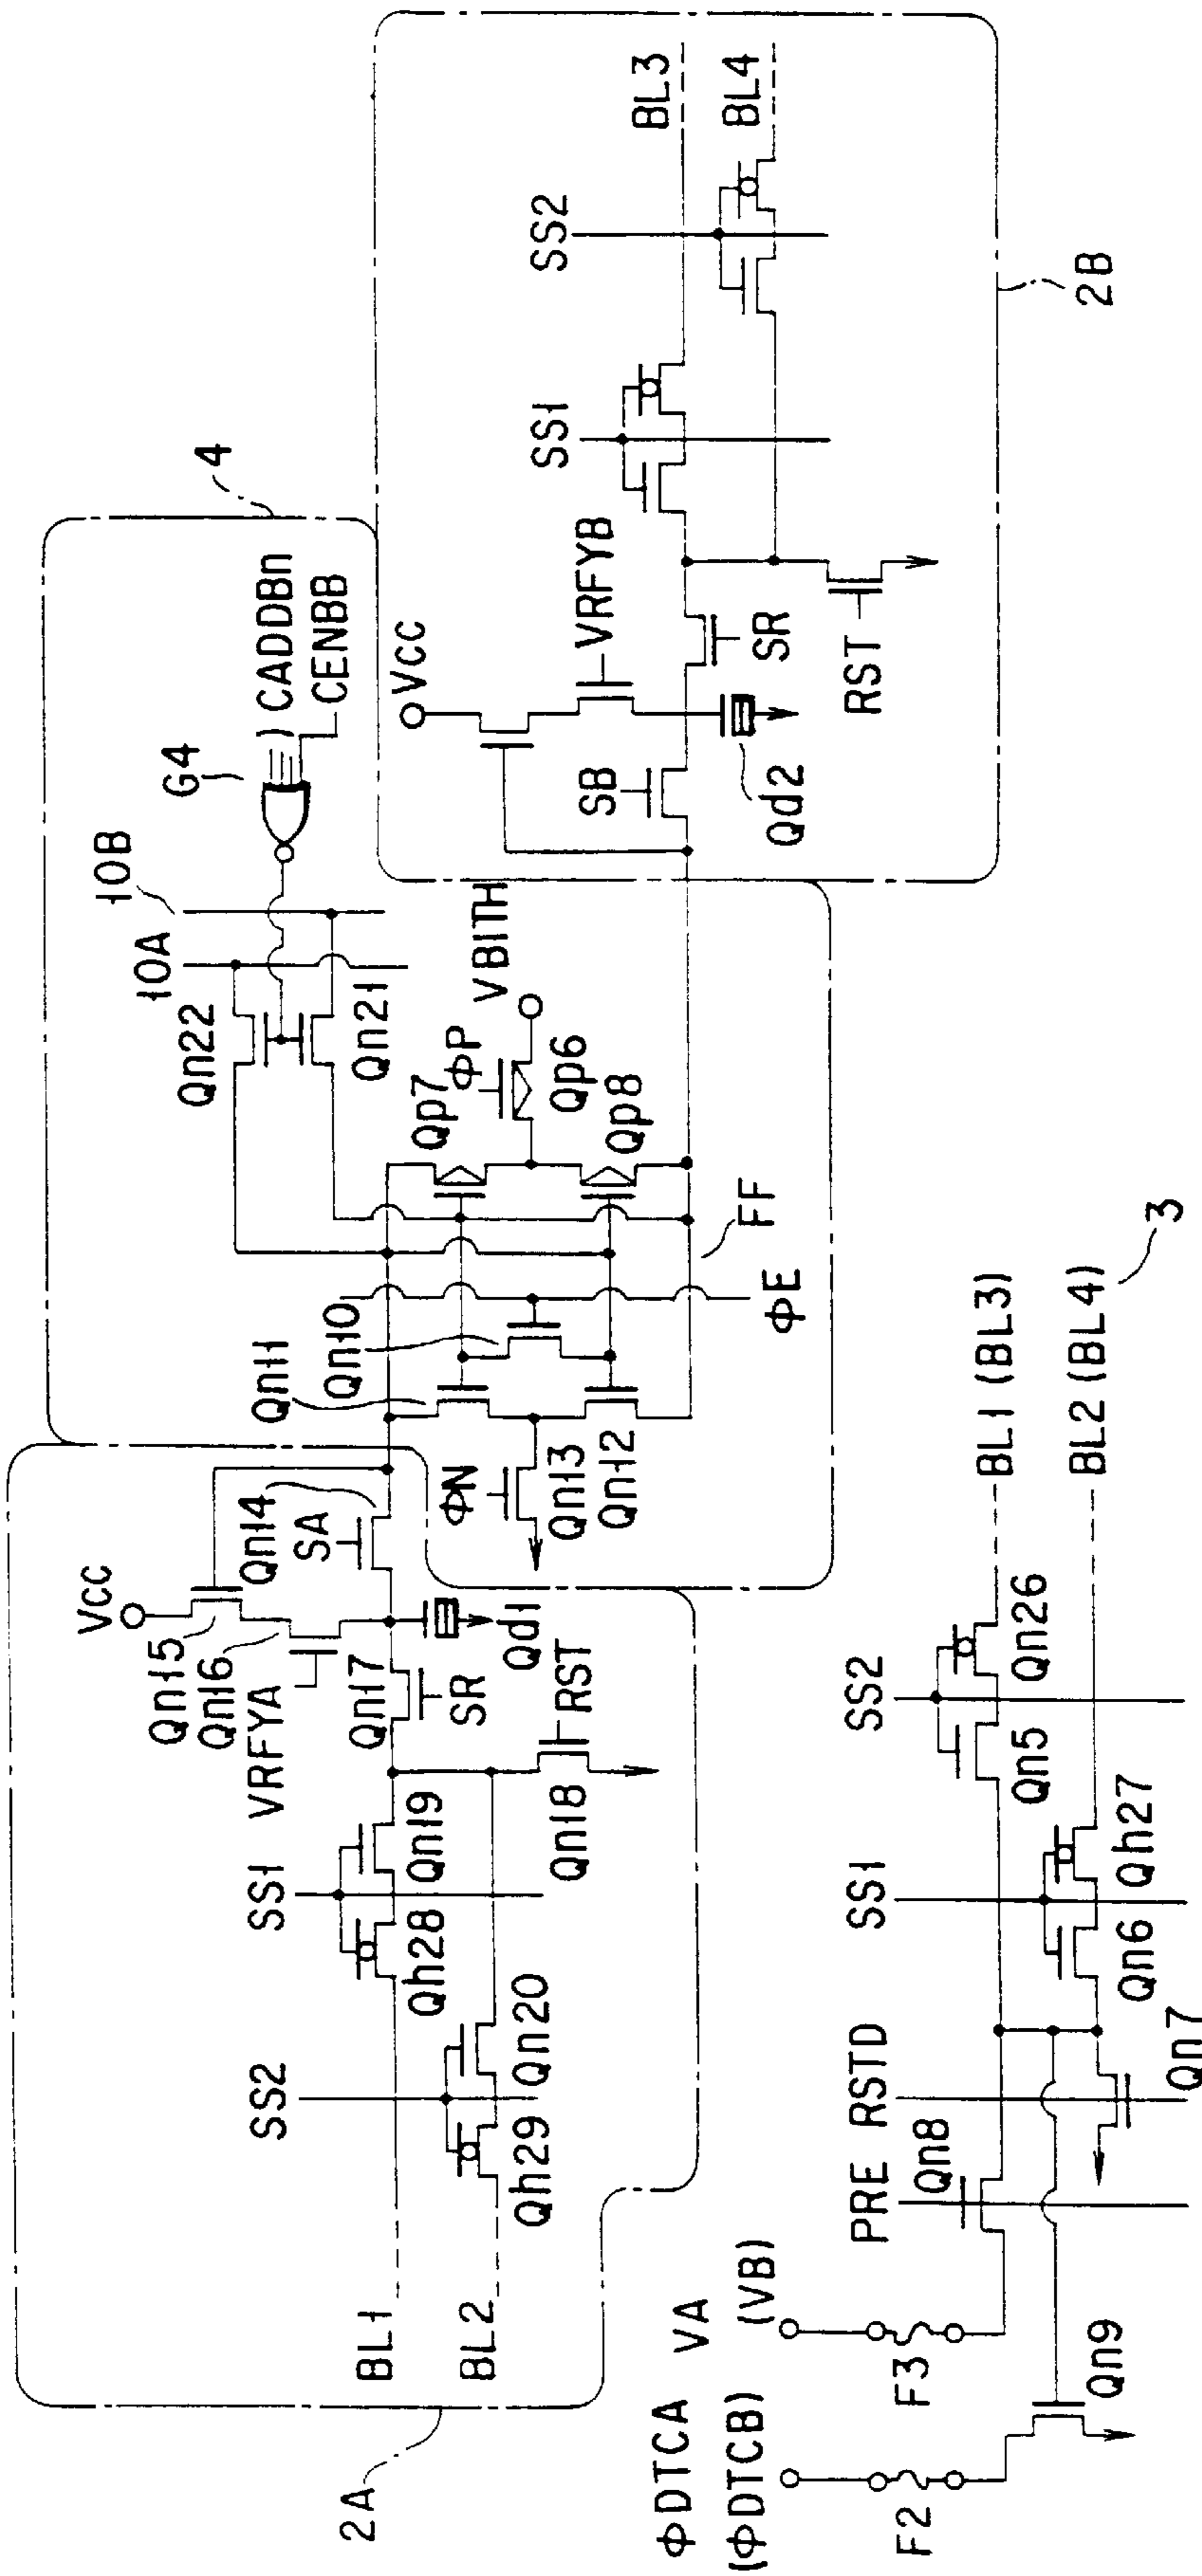 2A
BL1
BL2
SS2
Qh29
Qn20
SS1
Qh28
Qn19
Qn18
RST
VRFYA
Qn15
Qn16
Qn17
SR
Vcc
Qd1
SA
Qn14
ΦN
Qn13
Qn12
Qn11
Qn10
ΦE
FF
Qp7
ΦP
Qp6
Qp8
VBITH
Qn22
Qn21
10A
10B
G4
CADDBn
CENBB
4
Vcc
SB
VRFYB
Qd2
SR
RST
SS1
SS2
BL3
BL4
2B
ΦDTCA
(ΦDTCB)
VA
(VB)
F2
F3
Qn9
PRE
RSTD
Qn8
Qn7
SS1
Qn6
Qh27
SS2
Qn5
Qn26
BL1 (BL3)
BL2 (BL4)
3